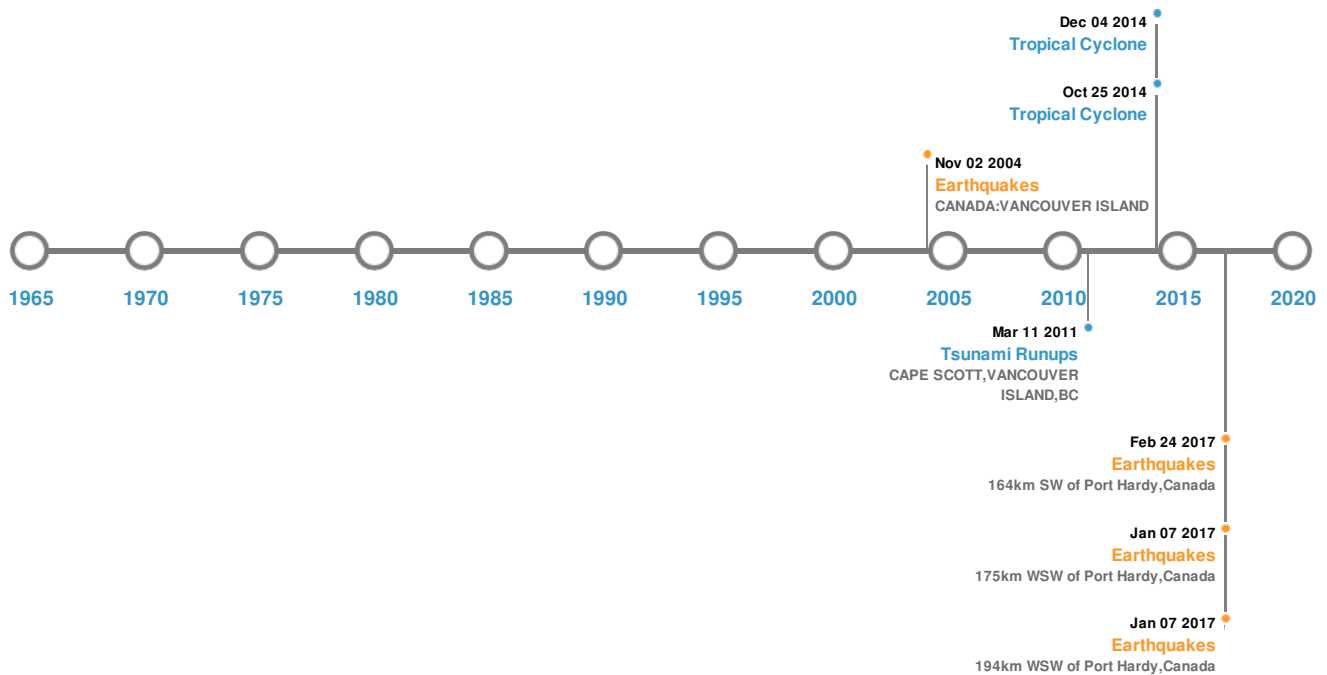 Dec 04 2014
Tropical Cyclone
Oct 25 2014
Tropical Cyclone
Nov 02 2004
Earthquakes
CANADA:VANCOUVER ISLAND
1965 1970 1975 1980 1985 1990 1995 2000 2005 2010 2015 2020
Mar 11 2011
Tsunami Runups
CAPE SCOTT,VANCOUVER
ISLAND,BC
Feb 24 2017
Earthquakes
164km SW of Port Hardy,Canada
Jan 07 2017
Earthquakes
175km WSW of Port Hardy,Canada
Jan 07 2017
Earthquakes
194km WSW of Port Hardy,Canada